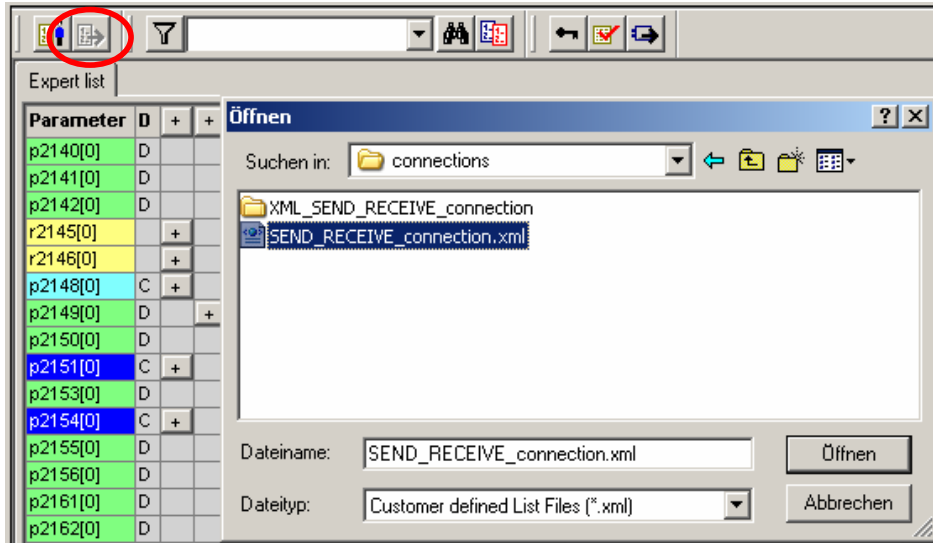 Expert list
Parameter D + +
Öffnen ?
Suchen in: connections
p2140[0] D
p2141[0] D
p2142[0] D
r2145[0] +
r2146[0] +
p2148[0] C +
p2149[0] D +
p2150[0] D
p2151[0] C +
p2153[0] D
p2154[0] C +
p2155[0] D
p2156[0] D
p2161[0] D
p2162[0] D
XML_SEND_RECEIVE_connection
SEND_RECEIVE_connection.xml
Dateiname: SEND_RECEIVE_connection.xml Öffnen
Dateityp: Customer defined List Files (*.xml) Abbrechen